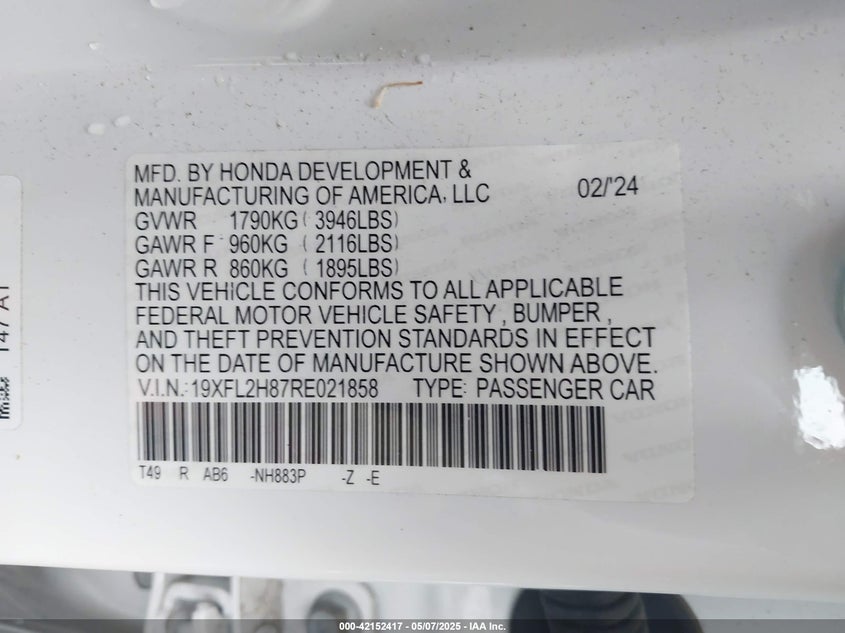 MFD. BY HONDA DEVELOPMENT &
MANUFACTURING OF AMERICA, LLC 02/'24
GVWR 1790KG ( 3946LBS)
GAWR F 960KG ( 2116LBS)
GAWR R 860KG ( 1895LBS)
THIS VEHICLE CONFORMS TO ALL APPLICABLE
FEDERAL MOTOR VEHICLE SAFETY , BUMPER ,
AND THEFT PREVENTION STANDARDS IN EFFECT
ON THE DATE OF MANUFACTURE SHOWN ABOVE.
V.I.N.: 19XFL2H87RE021858 TYPE: PASSENGER CAR
T49 R AB6 -NH883P -Z -E
000-42152417 - 05/07/2025 - IAA Inc.